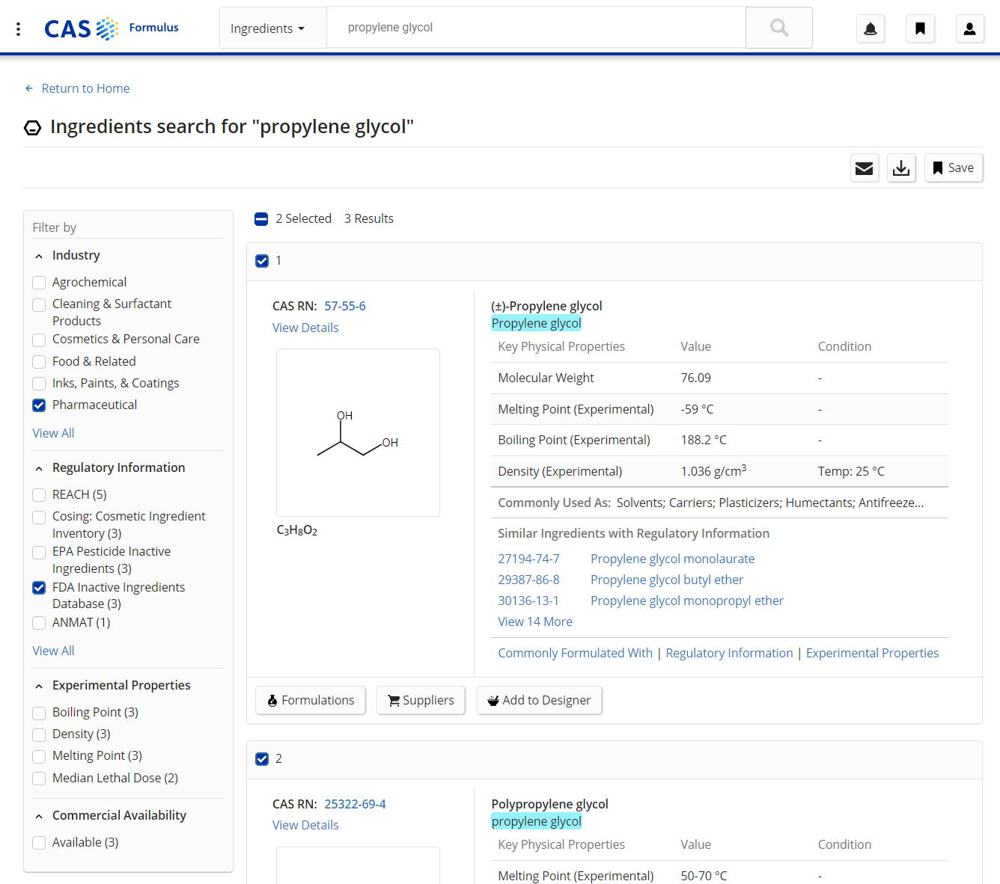 CAS Formulus
Ingredients
propylene glycol
Return to Home
Ingredients search for "propylene glycol"
Save
Filter by
Industry
Agrochemical
Cleaning & Surfactant
Products
Cosmetics & Personal Care
Food & Related
Inks, Paints, & Coatings
Pharmaceutical
View All
Regulatory Information
REACH (5)
Cosing: Cosmetic Ingredient
Inventory (3)
EPA Pesticide Inactive
Ingredients (3)
FDA Inactive Ingredients
Database (3)
ANMAT (1)
View All
Experimental Properties
Boiling Point (3)
Density (3)
Melting Point (3)
Median Lethal Dose (2)
Commercial Availability
Available (3)
2 Selected 3 Results
1
CAS RN: 57-55-6
View Details
OH
OH
C₃H₈O₂
(±)-Propylene glycol
Propylene glycol
Key Physical Properties Value Condition
Molecular Weight 76.09 -
Melting Point (Experimental) -59 °C -
Boiling Point (Experimental) 188.2 °C -
Density (Experimental) 1.036 g/cm³ Temp: 25 °C
Commonly Used As: Solvents; Carriers; Plasticizers; Humectants; Antifreeze...
Similar Ingredients with Regulatory Information
27194-74-7 Propylene glycol monolaurate
29387-86-8 Propylene glycol butyl ether
30136-13-1 Propylene glycol monopropyl ether
View 14 More
Commonly Formulated With | Regulatory Information | Experimental Properties
Formulations Suppliers Add to Designer
2
CAS RN: 25322-69-4
View Details
Polypropylene glycol
propylene glycol
Key Physical Properties Value Condition
Melting Point (Experimental) 50-70 °C -